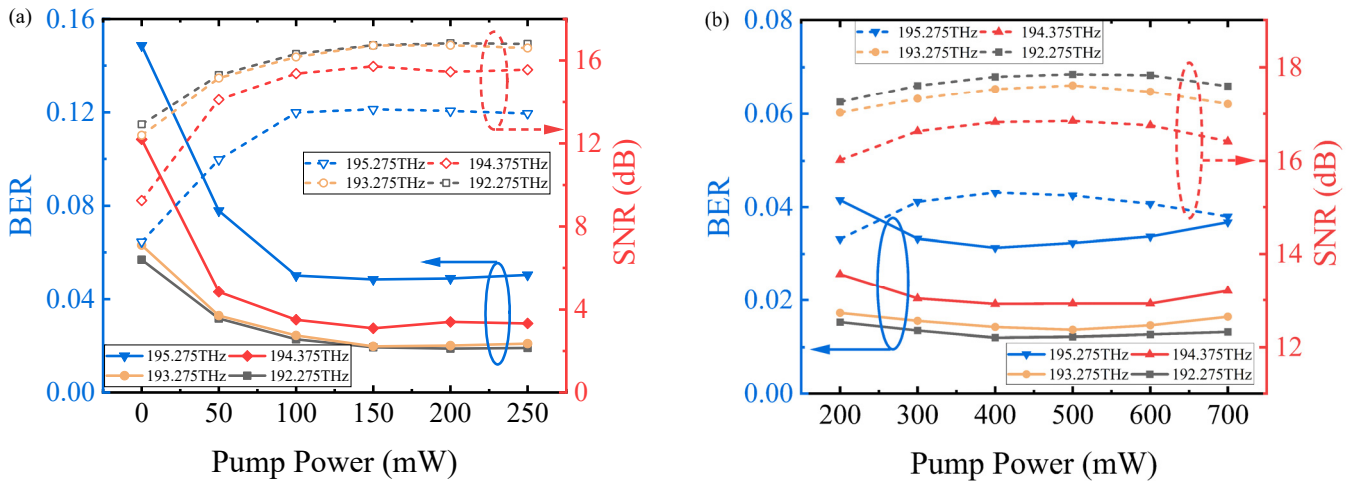 (a)
0.16
0.12
0.08
0.04
0.00
BER
16
12
8
4
0
SNR (dB)
195.275THz 194.375THz
193.275THz 192.275THz
195.275THz 194.375THz
193.275THz 192.275THz
0 50 100 150 200 250
Pump Power (mW)
(b)
0.08
0.06
0.04
0.02
0.00
BER
18
16
14
12
SNR (dB)
195.275THz 194.375THz
193.275THz 192.275THz
195.275THz 194.375THz
193.275THz 192.275THz
200 300 400 500 600 700
Pump Power (mW)